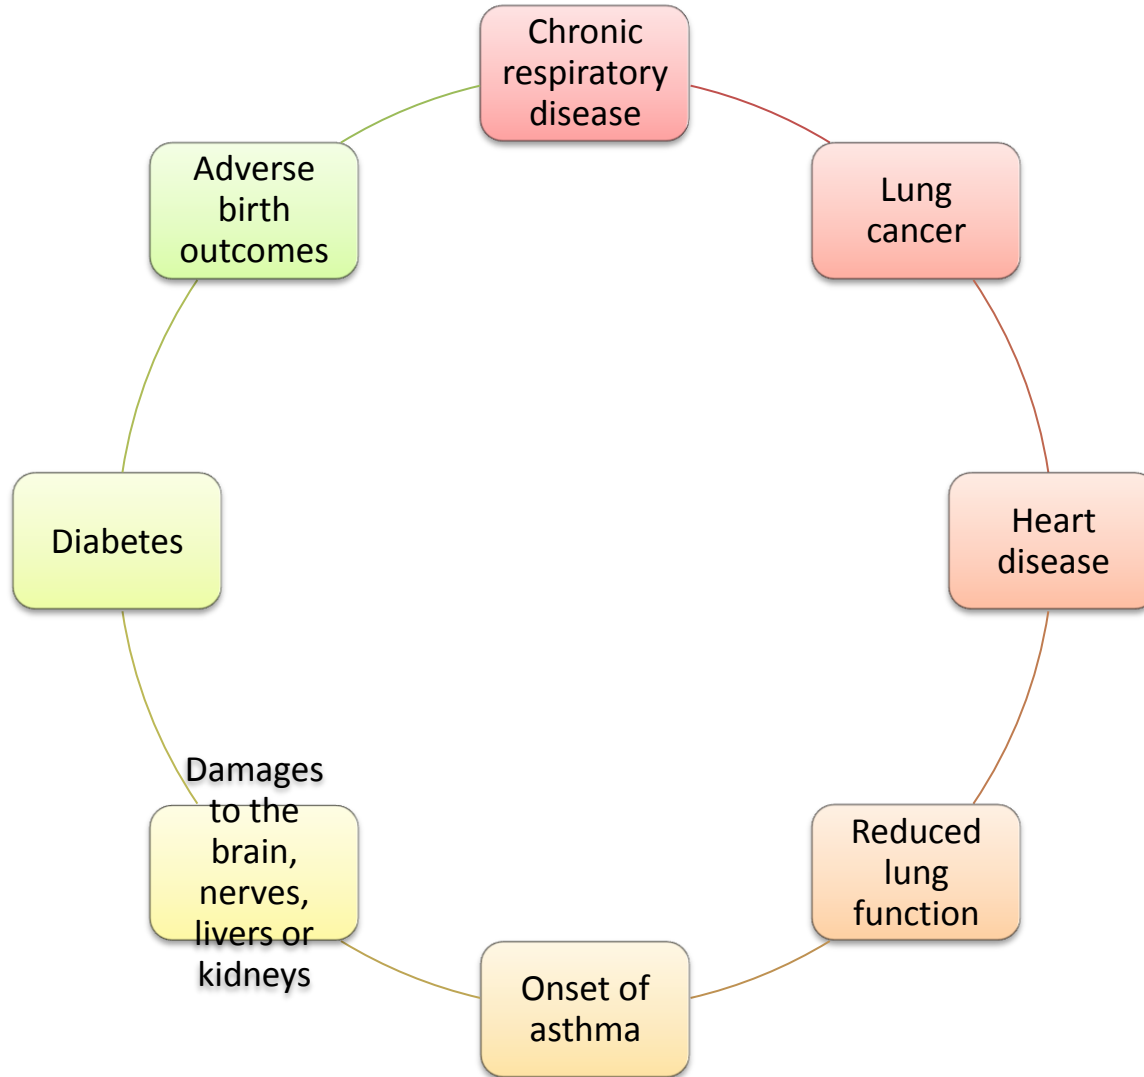 Chronic
respiratory
disease
Lung
cancer
Heart
disease
Reduced
lung
function
Onset of
asthma
Damages
to the
brain,
nerves,
livers or
kidneys
Diabetes
Adverse
birth
outcomes